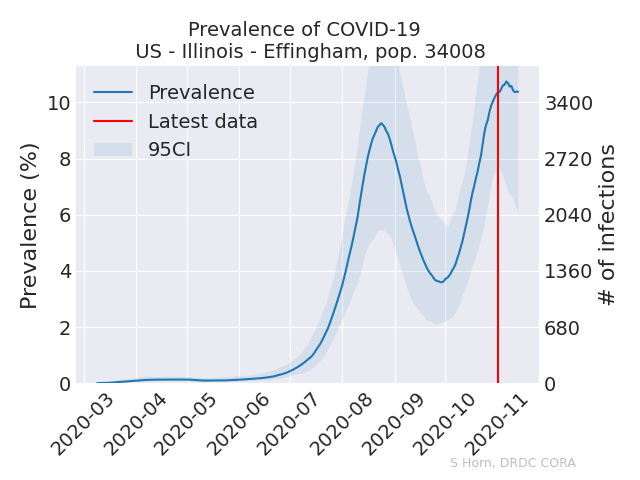 Prevalence of COVID-19
US - Illinois - Effingham, pop. 34008
Prevalence
Latest data
95CI
Prevalence (%)
10
8
6
4
2
0
3400
2720
2040
1360
680
0
# of infections
2020-03
2020-04
2020-05
2020-06
2020-07
2020-08
2020-09
2020-10
2020-11
S Horn, DRDC CORA